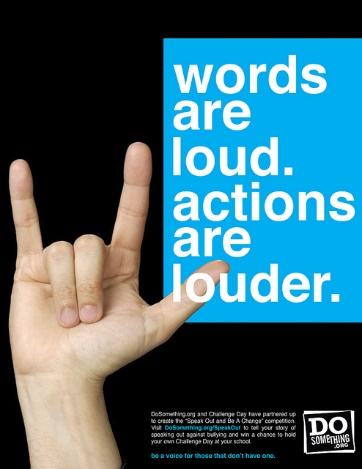 words
are
loud.
actions
are
louder.
DoSomething.org and Challenge Day have partnered up
to create the "Speak Out and Be A Change" competition.
Visit DoSomething.org/SpeakOut to tell your story of
speaking out against bullying and win a chance to hold
your own Challenge Day at your school.
be a voice for those that don't have one.
DO
SOMETHING
.ORG